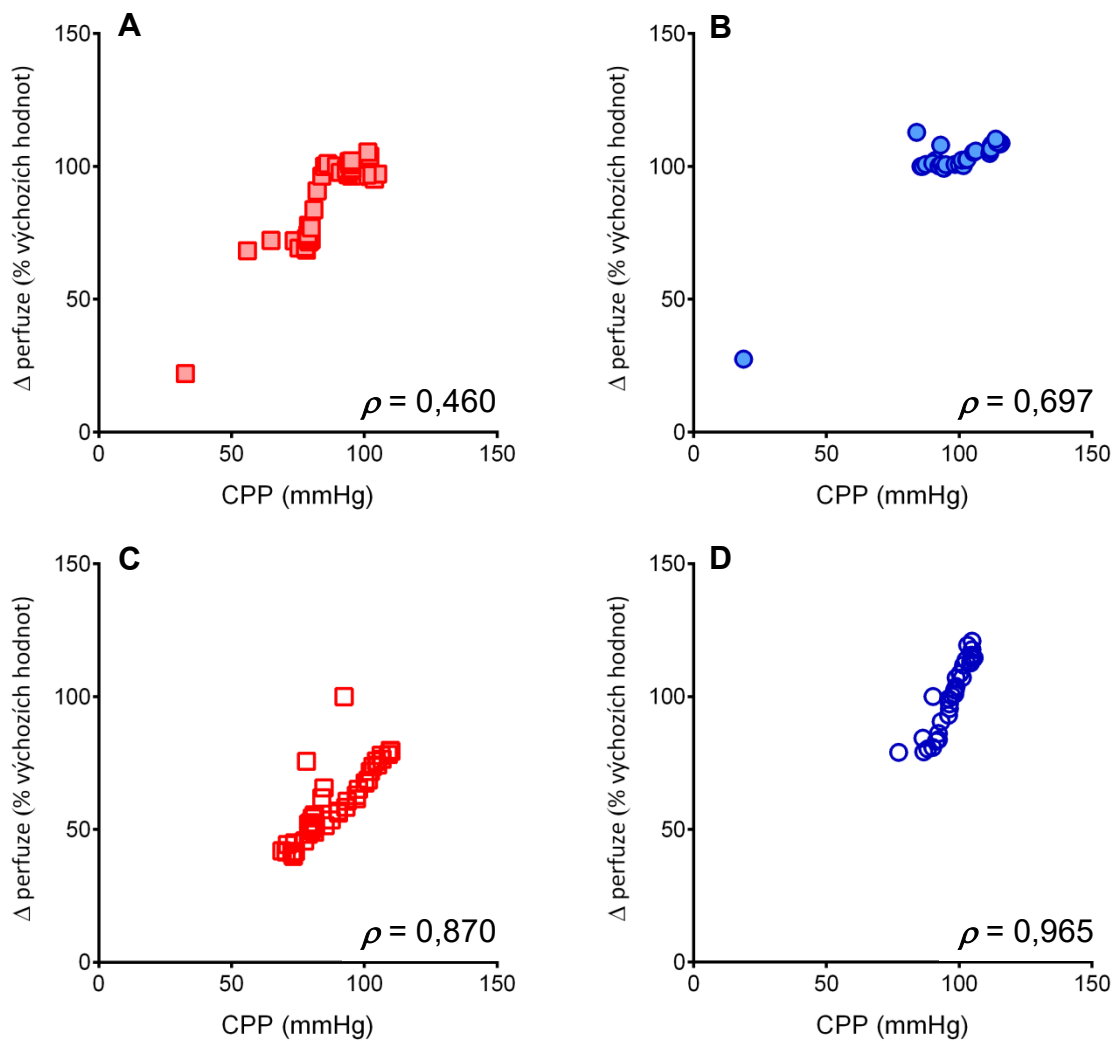 A
150
100
50
0
0
50
100
150
Δ perfuze (% výchozích hodnot)
CPP (mmHg)
ρ = 0,460
B
150
100
50
0
0
50
100
150
Δ perfuze (% výchozích hodnot)
CPP (mmHg)
ρ = 0,697
C
150
100
50
0
0
50
100
150
Δ perfuze (% výchozích hodnot)
CPP (mmHg)
ρ = 0,870
D
150
100
50
0
0
50
100
150
Δ perfuze (% výchozích hodnot)
CPP (mmHg)
ρ = 0,965